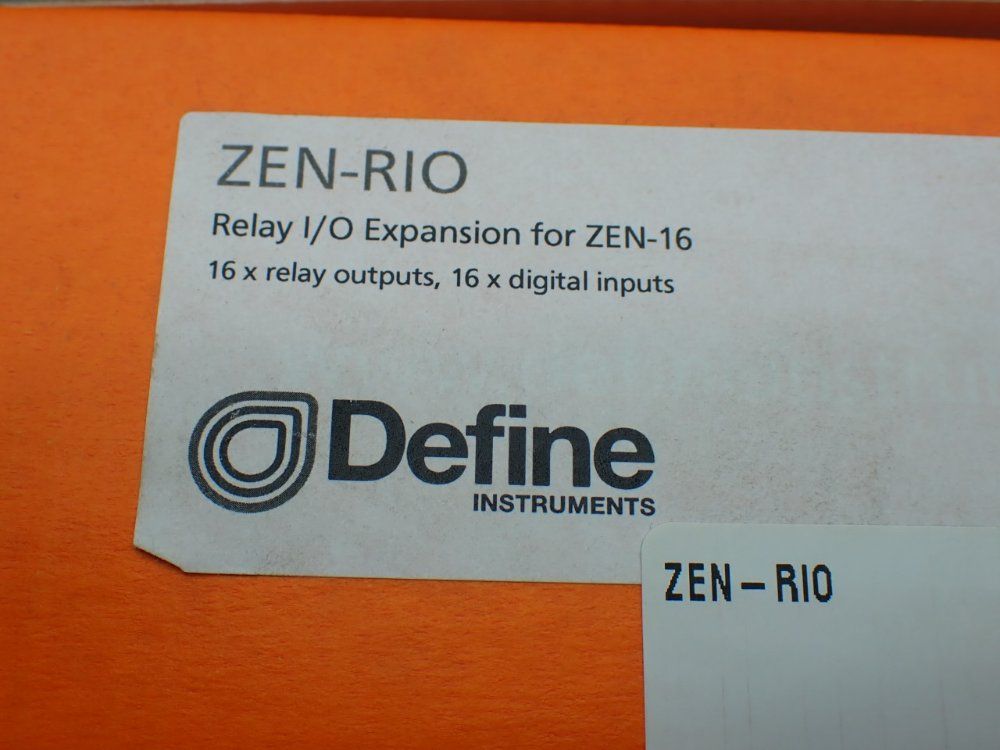 ZEN-RIO
Relay I/O Expansion for ZEN-16
16 x relay outputs, 16 x digital inputs
Define
INSTRUMENTS
ZEN-RIO